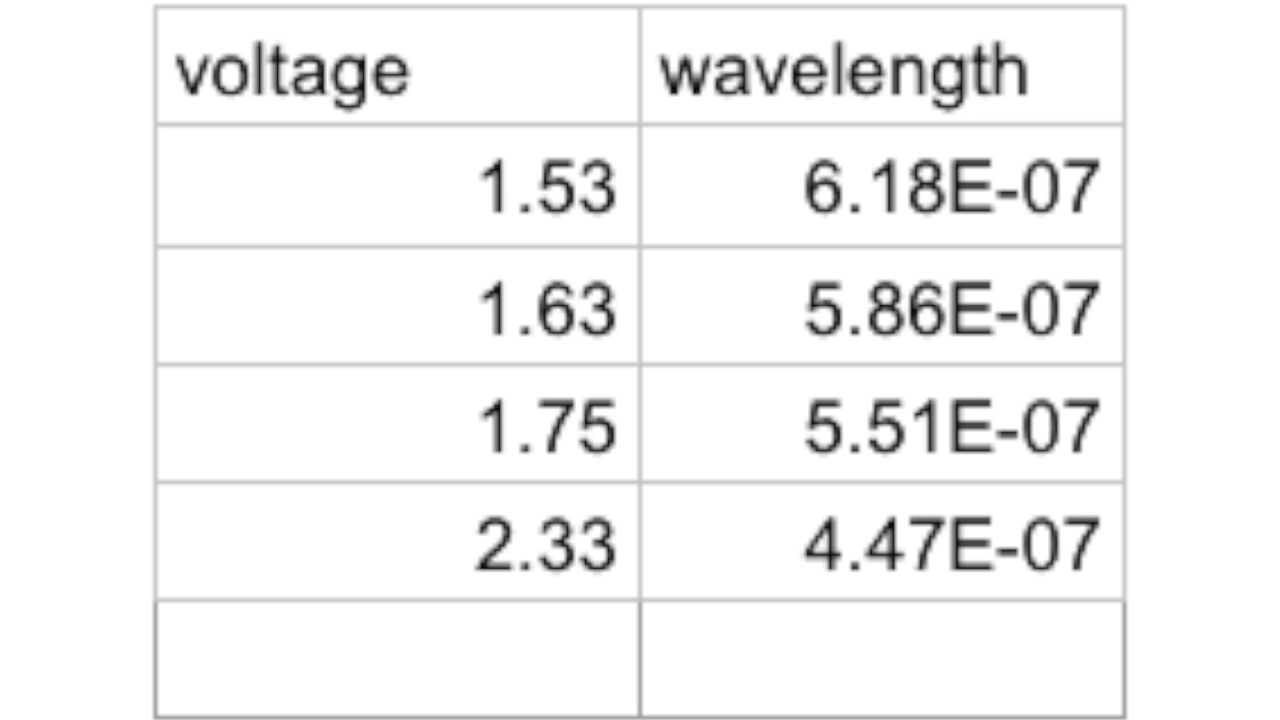 voltage wavelength
1.53 6.18E-07
1.63 5.86E-07
1.75 5.51E-07
2.33 4.47E-07